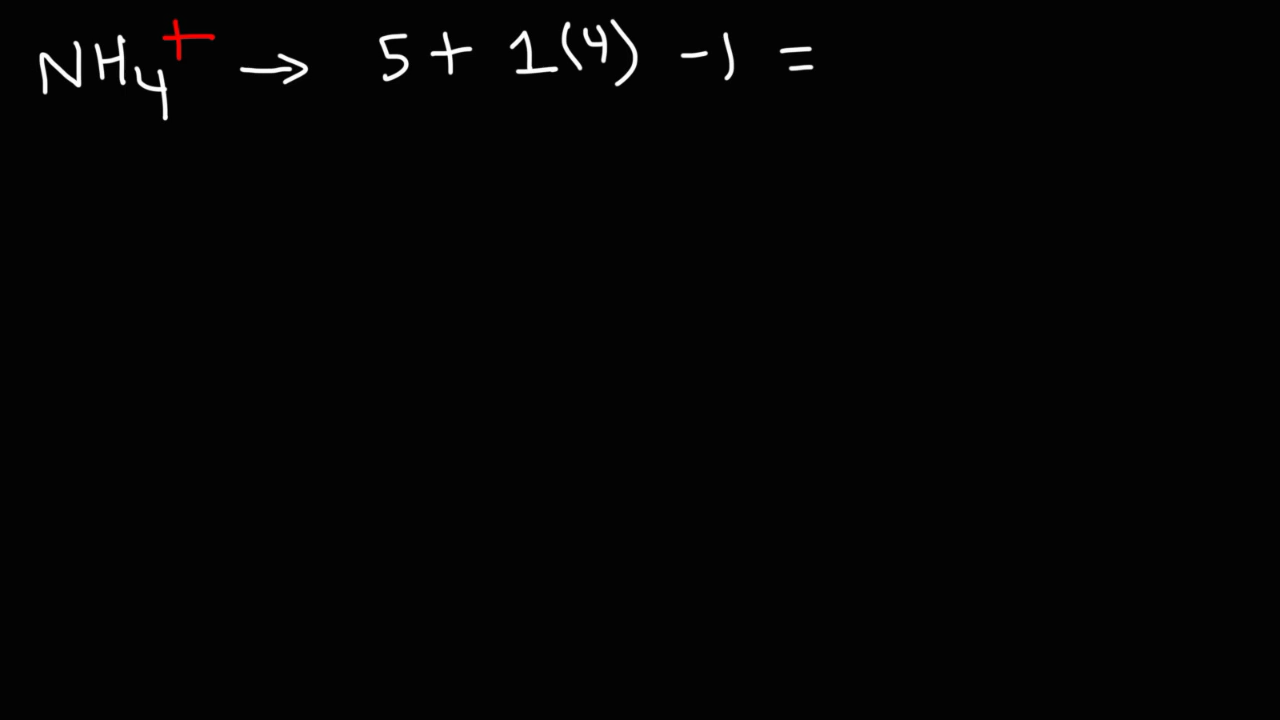 NH₄⁺ → 5 + 1(4) - 1 =